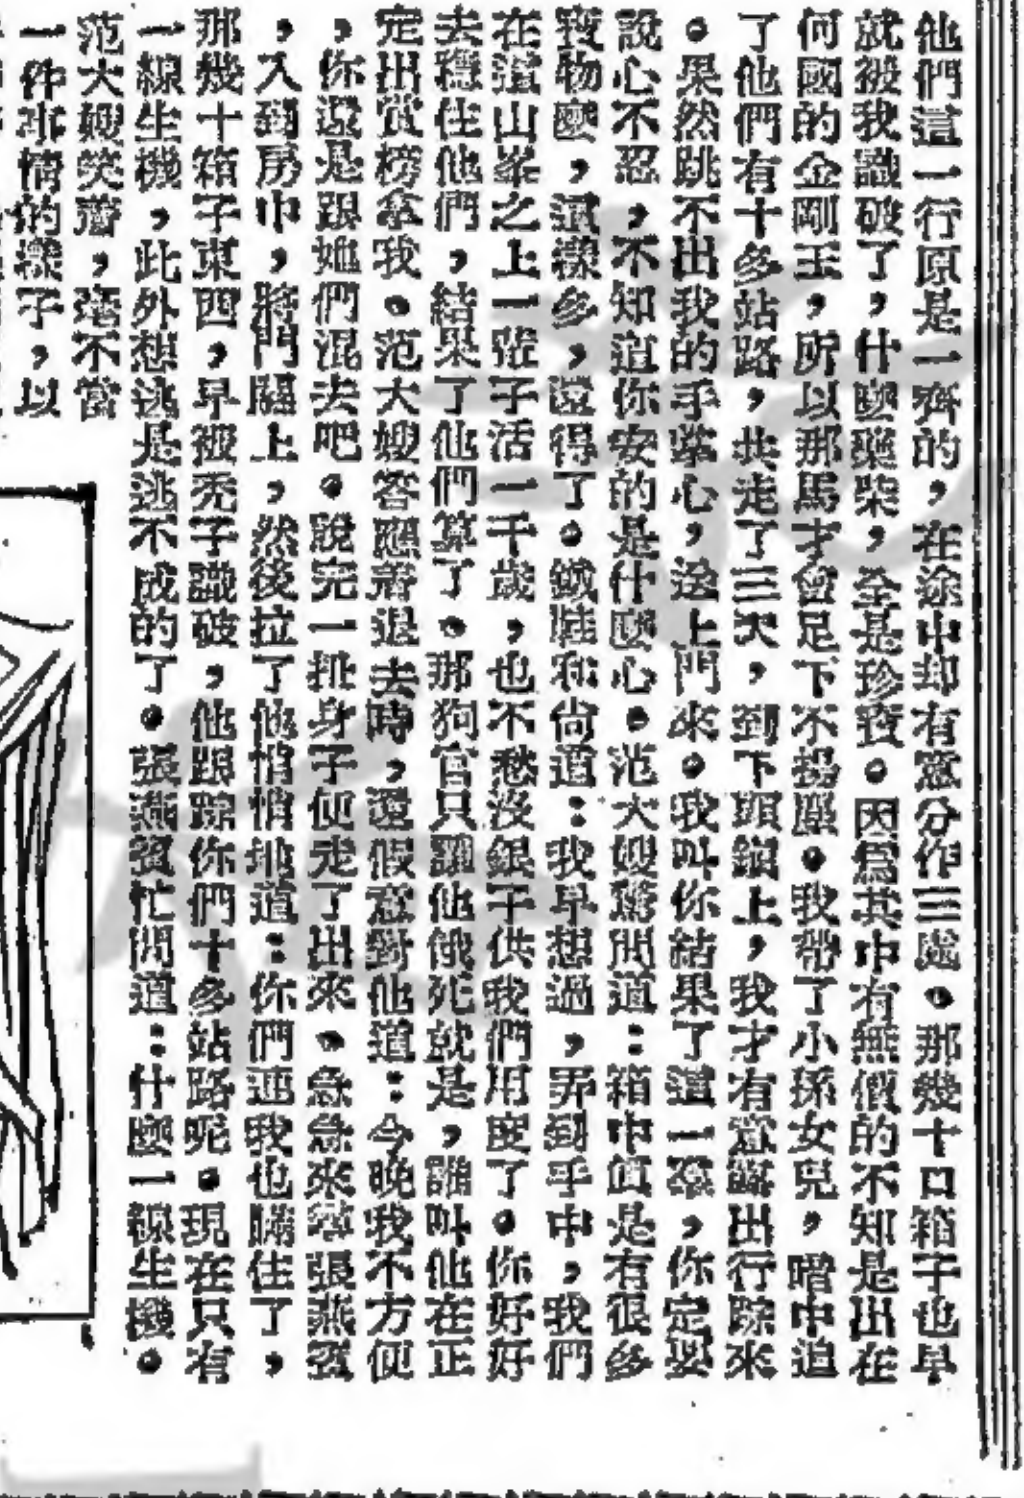 他們這一行原是一齊的，在途中却有意分作三處。那幾十口箱子也早
就被我識破了，什麼藥柴，全是珍寶。因爲其中有無價的不知是出在
何國的金剛玉，所以那馬才會足下不揚塵。我帶了小孫女兒，暗中追
了他們有十多站路，共走了三天，到下頭鎭上，我才有意露出行踪來
。果然跳不出我的手掌心，送上門來。我叫你結果了這一羣，你定要
說心不忍，不知道你安的是什麼心。范大嫂驚問道：箱中眞是有很多
寶物麼，這樣多，還得了。鐵鞋和尚道：我早想過，弄到手中，我們
在這山峯之上一輩子活一千歲，也不愁沒銀子供我們用度了。你好好
去穩住他們，結果了他們算了。那狗官只讓他餓死就是，誰叫他在正
定出賞榜拿我。范大嫂答應着退去時，還假意對他道：今晚我不方便
，你還是跟她們混去吧。說完一扭身子便走了出來。急急來尋張燕賓
，入到房中，將門關上，然後拉了他悄悄地道：你們連我也瞞住了，
那幾十箱子東西，早被禿子識破，他跟踪你們十多站路呢。現在只有
一線生機，此外想逃是逃不成的了。張燕賓忙問道：什麼一線生機。
范大嫂笑着，毫不當
一件事情的樣子，以